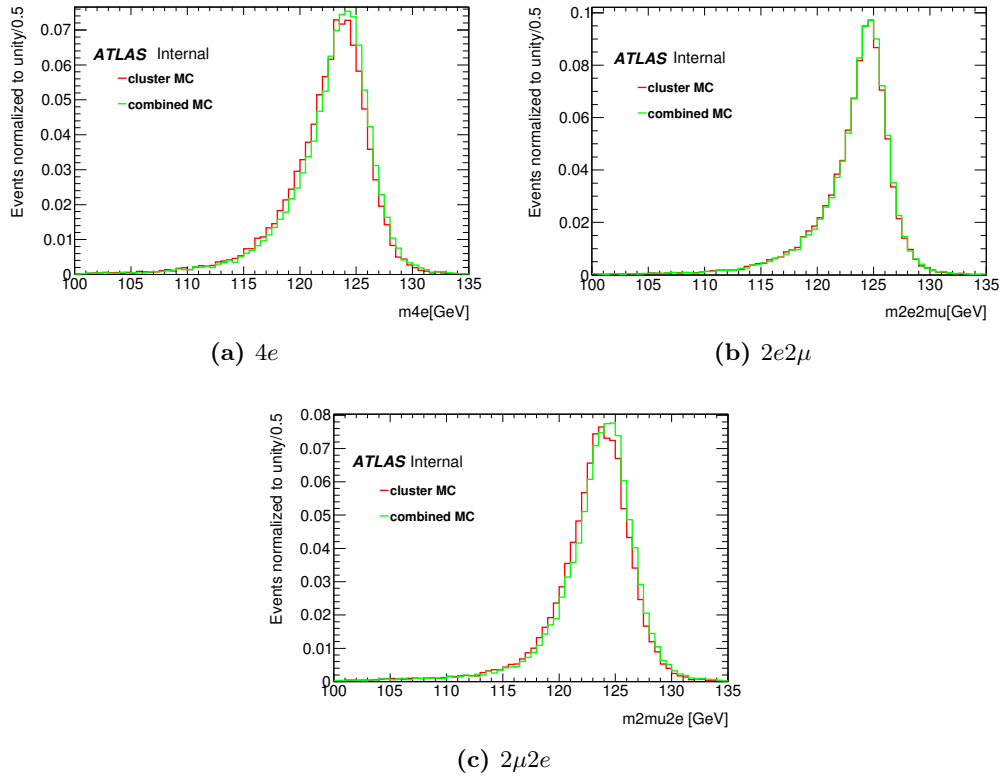 Events normalized to unity/0.5
0.07
0.06
0.05
0.04
0.03
0.02
0.01
0
ATLAS Internal
cluster MC
combined MC
100 105 110 115 120 125 130 135
m4e[GeV]
(a) 4e
Events normalized to unity/0.5
0.1
0.08
0.06
0.04
0.02
0
ATLAS Internal
cluster MC
combined MC
100 105 110 115 120 125 130 135
m2e2mu[GeV]
(b) 2e2μ
Events normalized to unity/0.5
0.08
0.07
0.06
0.05
0.04
0.03
0.02
0.01
0
ATLAS Internal
cluster MC
combined MC
100 105 110 115 120 125 130 135
m2mu2e [GeV]
(c) 2μ2e